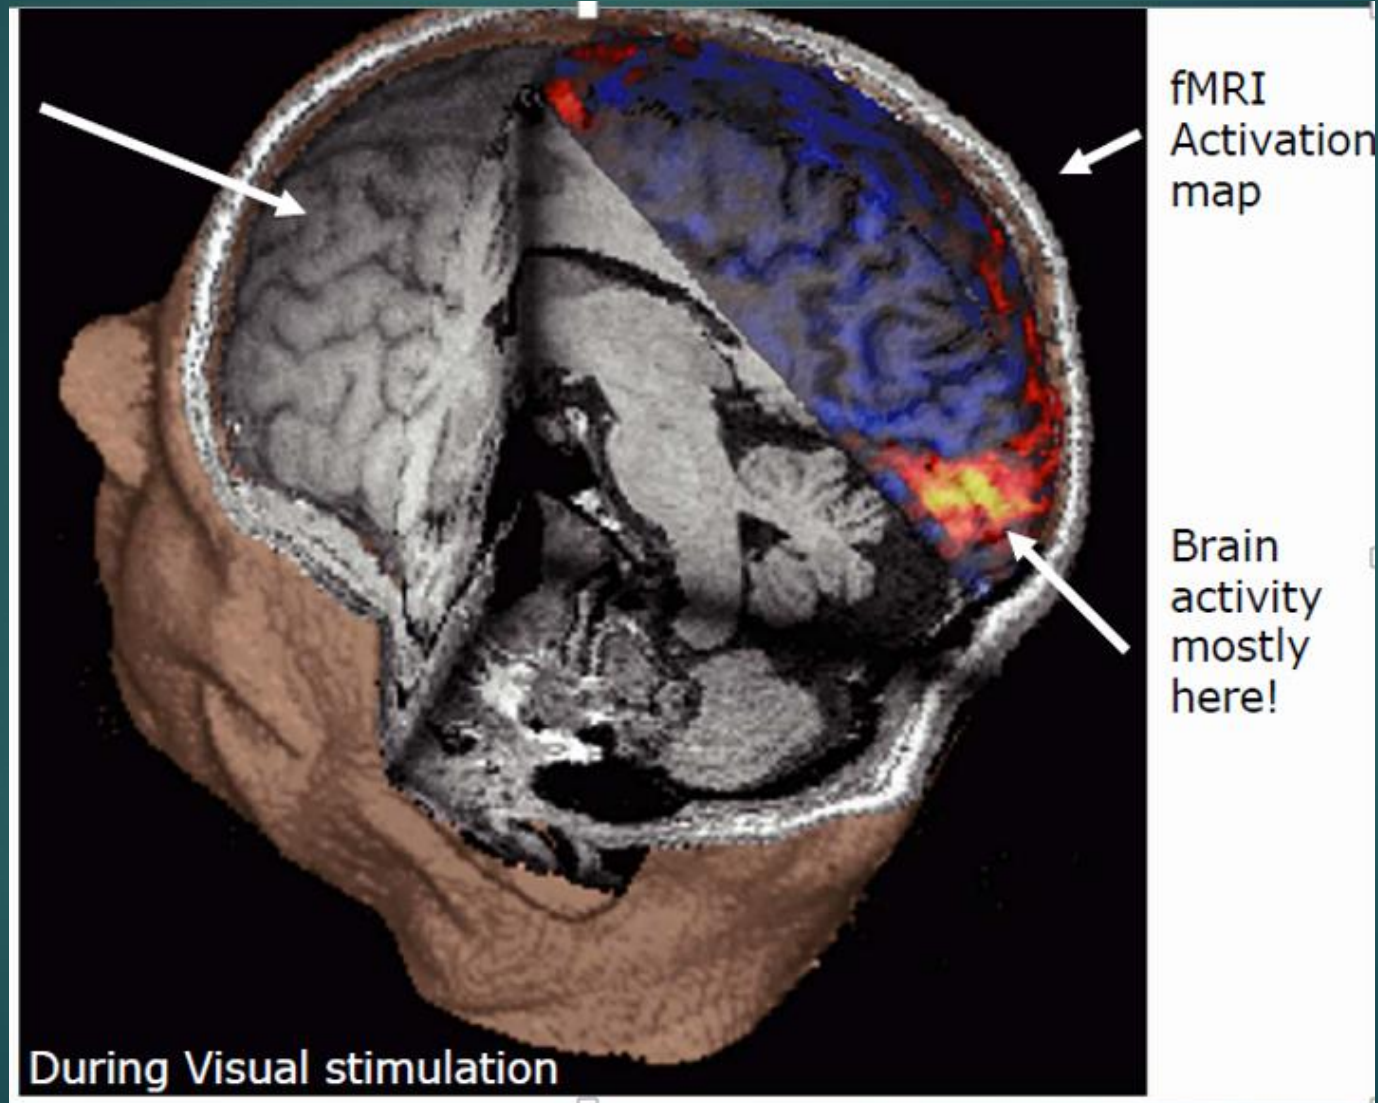 fMRI
Activation
map
Brain
activity
mostly
here!
During Visual stimulation